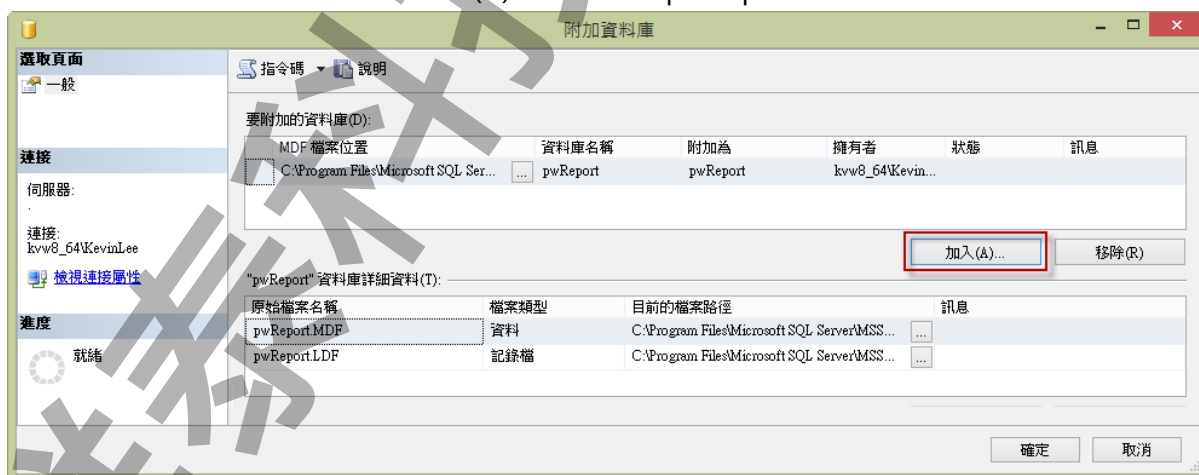 附加資料庫
選取頁面
一般
指令碼 說明
要附加的資料庫(D):
MDF 檔案位置 資料庫名稱 附加為 擁有者 狀態 訊息
C:\Program Files\Microsoft SQL Ser... ... pwReport pwReport kvw8_64\Kevin...
連接
伺服器:
.
連接:
kvw8_64\KevinLee
檢視連接屬性
加入(A)... 移除(R)
"pwReport" 資料庫詳細資料(T):
原始檔案名稱 檔案類型 目前的檔案路徑 訊息
pwReport.MDF 資料 C:\Program Files\Microsoft SQL Server\MSS... ...
pwReport.LDF 記錄檔 C:\Program Files\Microsoft SQL Server\MSS... ...
進度
就緒
確定 取消